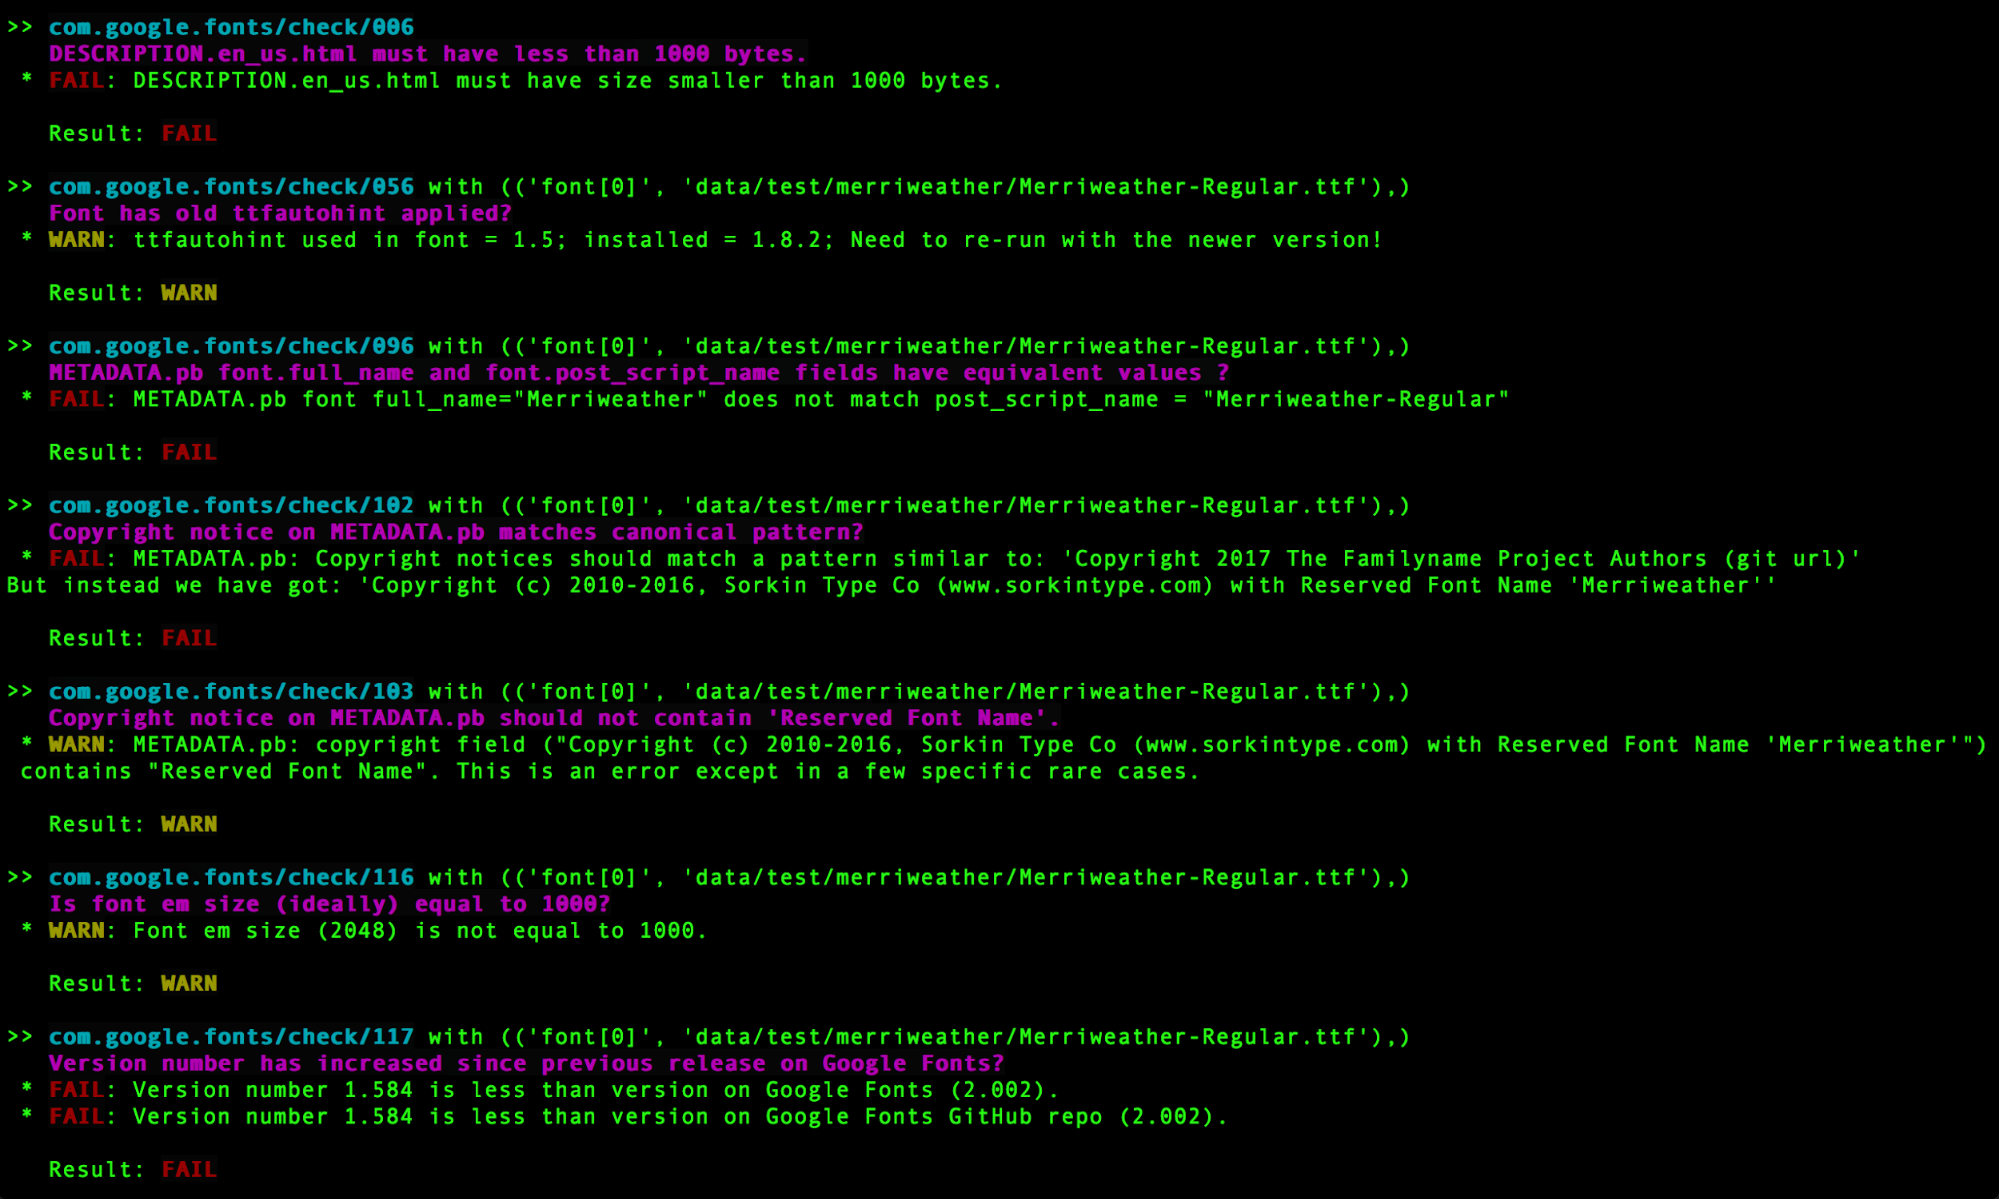 >> com.google.fonts/check/006
DESCRIPTION.en_us.html must have less than 1000 bytes.
* FAIL: DESCRIPTION.en_us.html must have size smaller than 1000 bytes.
Result: FAIL
>> com.google.fonts/check/056 with (('font[0]', 'data/test/merriweather/Merriweather-Regular.ttf'),)
Font has old ttfautohint applied?
* WARN: ttfautohint used in font = 1.5; installed = 1.8.2; Need to re-run with the newer version!
Result: WARN
>> com.google.fonts/check/096 with (('font[0]', 'data/test/merriweather/Merriweather-Regular.ttf'),)
METADATA.pb font.full_name and font.post_script_name fields have equivalent values ?
* FAIL: METADATA.pb font full_name="Merriweather" does not match post_script_name = "Merriweather-Regular"
Result: FAIL
>> com.google.fonts/check/102 with (('font[0]', 'data/test/merriweather/Merriweather-Regular.ttf'),)
Copyright notice on METADATA.pb matches canonical pattern?
* FAIL: METADATA.pb: Copyright notices should match a pattern similar to: 'Copyright 2017 The Familyname Project Authors (git url)'
But instead we have got: 'Copyright (c) 2010-2016, Sorkin Type Co (www.sorkintype.com) with Reserved Font Name 'Merriweather''
Result: FAIL
>> com.google.fonts/check/103 with (('font[0]', 'data/test/merriweather/Merriweather-Regular.ttf'),)
Copyright notice on METADATA.pb should not contain 'Reserved Font Name'.
* WARN: METADATA.pb: copyright field ("Copyright (c) 2010-2016, Sorkin Type Co (www.sorkintype.com) with Reserved Font Name 'Merriweather'")
contains "Reserved Font Name". This is an error except in a few specific rare cases.
Result: WARN
>> com.google.fonts/check/116 with (('font[0]', 'data/test/merriweather/Merriweather-Regular.ttf'),)
Is font em size (ideally) equal to 1000?
* WARN: Font em size (2048) is not equal to 1000.
Result: WARN
>> com.google.fonts/check/117 with (('font[0]', 'data/test/merriweather/Merriweather-Regular.ttf'),)
Version number has increased since previous release on Google Fonts?
* FAIL: Version number 1.584 is less than version on Google Fonts (2.002).
* FAIL: Version number 1.584 is less than version on Google Fonts GitHub repo (2.002).
Result: FAIL